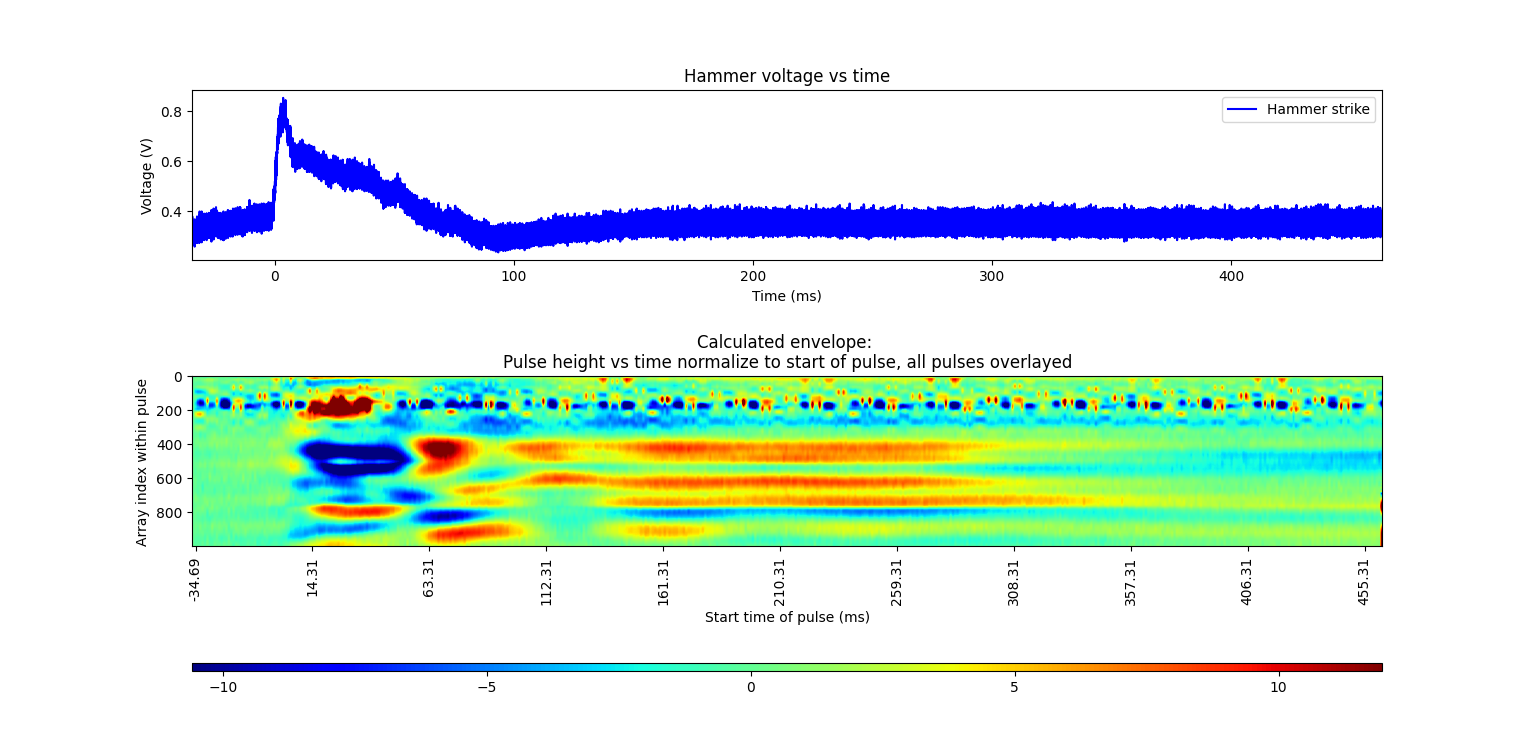 Hammer voltage vs time
Hammer strike
Voltage (V)
0.8
0.6
0.4
0 100 200 300 400
Time (ms)
Calculated envelope:
Pulse height vs time normalize to start of pulse, all pulses overlayed
Array index within pulse
0
200
400
600
800
-34.69 14.31 63.31 112.31 161.31 210.31 259.31 308.31 357.31 406.31 455.31
Start time of pulse (ms)
−10 −5 0 5 10